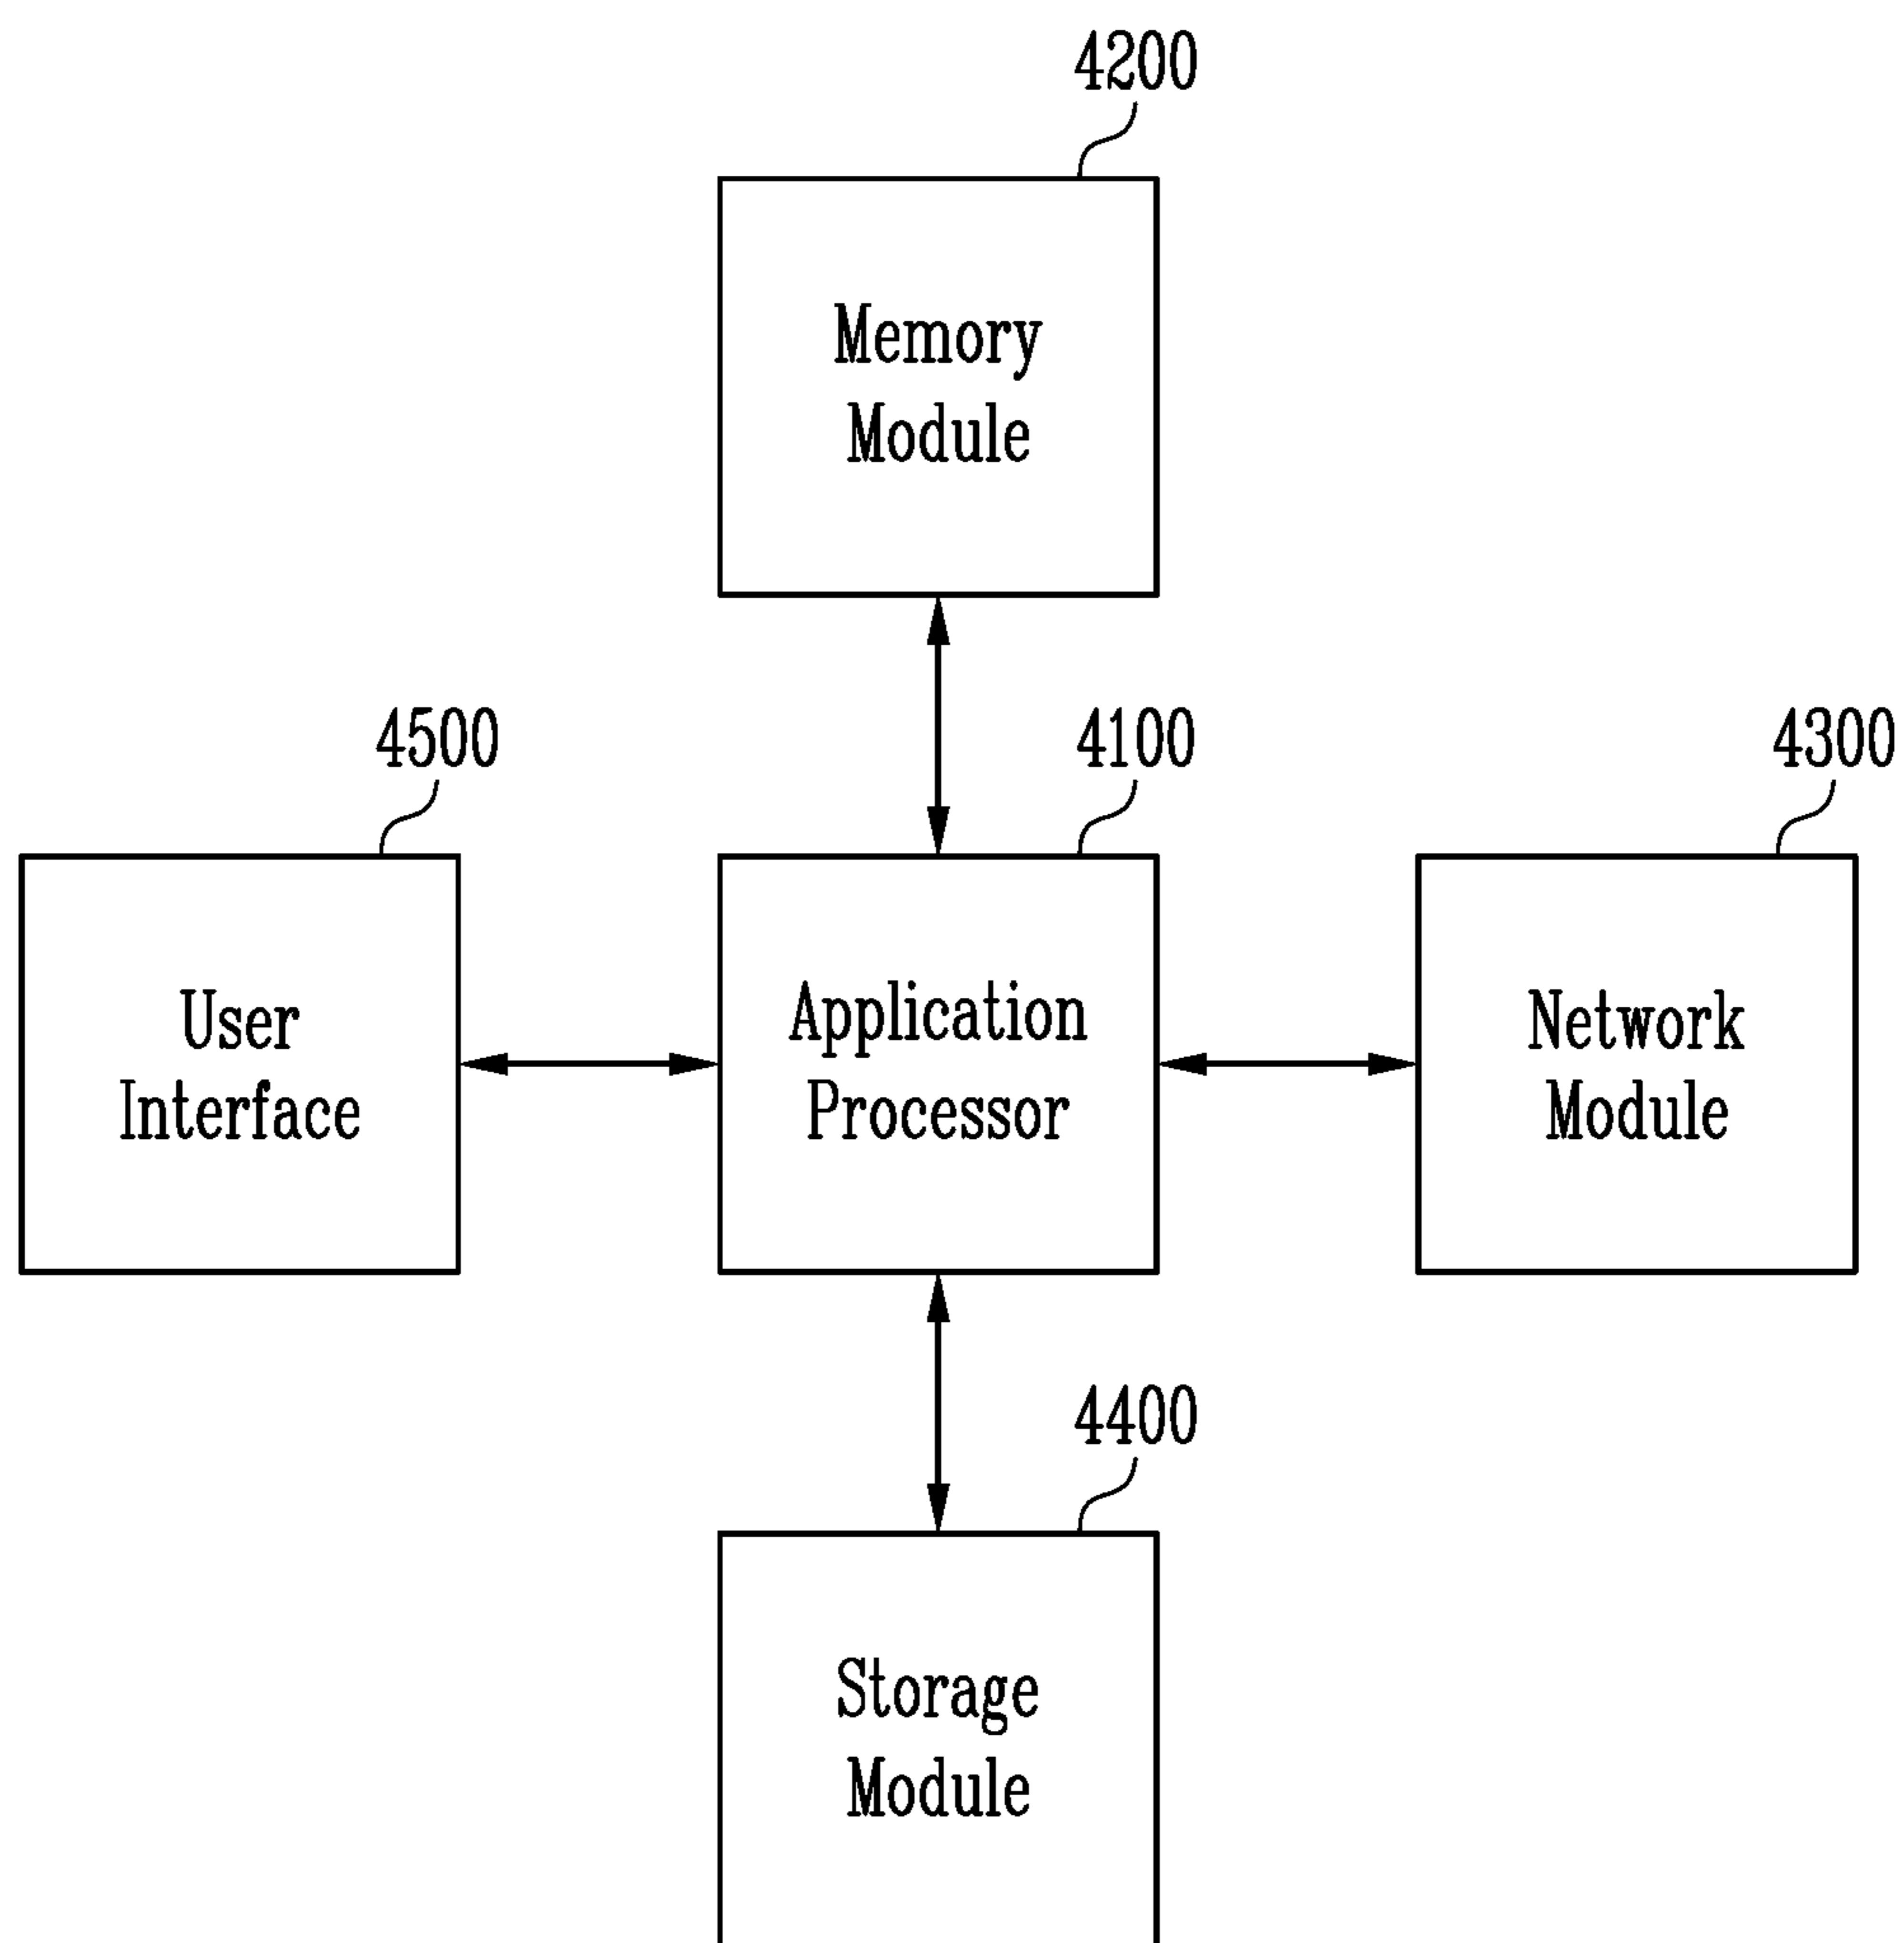 4200
Memory
Module
4500
4100
4300
User
Interface
Application
Processor
Network
Module
4400
Storage
Module